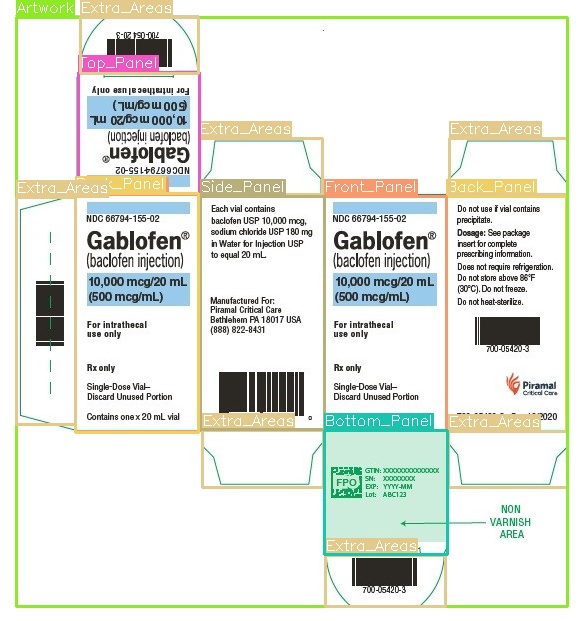 Artwork
Extra_Areas
700-054 20-3
Top_Panel
For intrathecal use only
(500 mcg/mL)
10,000 mcg/20 mL
(baclofen injection)
Gablofen®
NDC 66794-155-02
Extra_Areas
Extra_Areas
Extra_Areas
Panel
NDC 66794-155-02
Gablofen®
(baclofen injection)
10,000 mcg/20 mL
(500 mcg/mL)
For intrathecal
use only
Rx only
Single-Dose Vial–
Discard Unused Portion
Contains one x 20 mL vial
Side_Panel
Each vial contains
baclofen USP 10,000 mcg,
sodium chloride USP 180 mg
in Water for Injection USP
to equal 20 mL.
Manufactured For:
Piramal Critical Care
Bethlehem PA 18017 USA
(888) 822-8431
Front_Panel
NDC 66794-155-02
Gablofen®
(baclofen injection)
10,000 mcg/20 mL
(500 mcg/mL)
For intrathecal
use only
Rx only
Single-Dose Vial–
Discard Unused Portion
Back_Panel
Do not use if vial contains
precipitate.
Dosage: See package
insert for complete
prescribing information.
Does not require refrigeration.
Do not store above 86°F
(30°C). Do not freeze.
Do not heat-sterilize.
700-05420-3
Piramal
Critical Care
2020
Extra_Areas
Bottom_Panel
Extra_Areas
FPO
GTIN: XXXXXXXXXXXXXX
SN: XXXXXXXX
EXP: YYYY-MM
Lot: ABC123
NON
VARNISH
AREA
Extra_Areas
700-05420-3